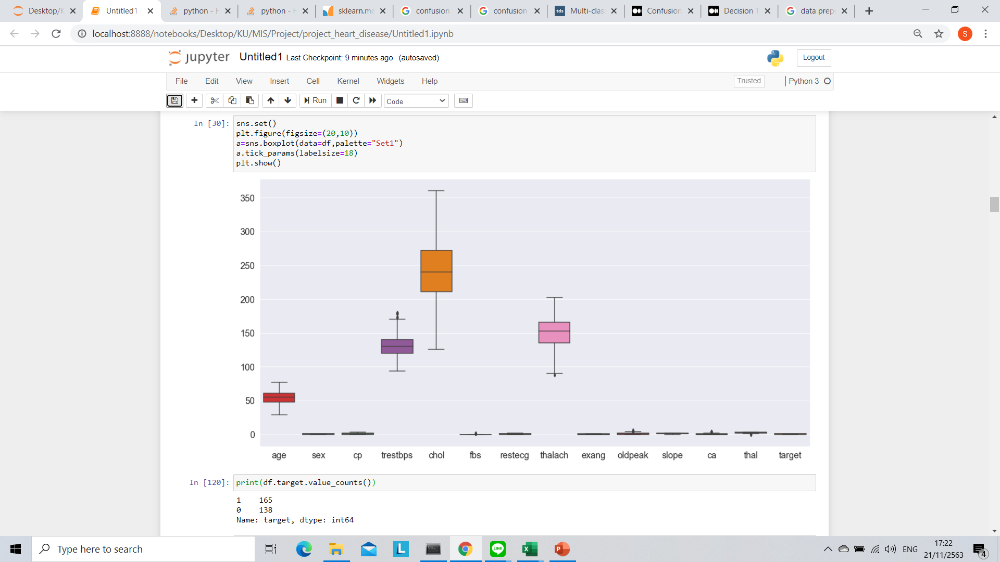 Desktop/K
Untitled1
python - H
python - H
sklearn.me
confusion
confusion
Multi-clas
Confusion
Decision T
data prep
localhost:8888/notebooks/Desktop/KU/MIS/Project/project_heart_disease/Untitled1.ipynb
S
jupyter Untitled1 Last Checkpoint: 9 minutes ago (autosaved)
Logout
File Edit View Insert Cell Kernel Widgets Help
Trusted
Python 3
Run
Code
In [30]:
sns.set()
plt.figure(figsize=(20,10))
a=sns.boxplot(data=df,palette="Set1")
a.tick_params(labelsize=18)
plt.show()
350
300
250
200
150
100
50
0
age sex cp trestbps chol fbs restecg thalach exang oldpeak slope ca thal target
In [120]:
print(df.target.value_counts())
1 165
0 138
Name: target, dtype: int64
Type here to search
L
LINE
X
P
ENG
17:22
21/11/2563
4